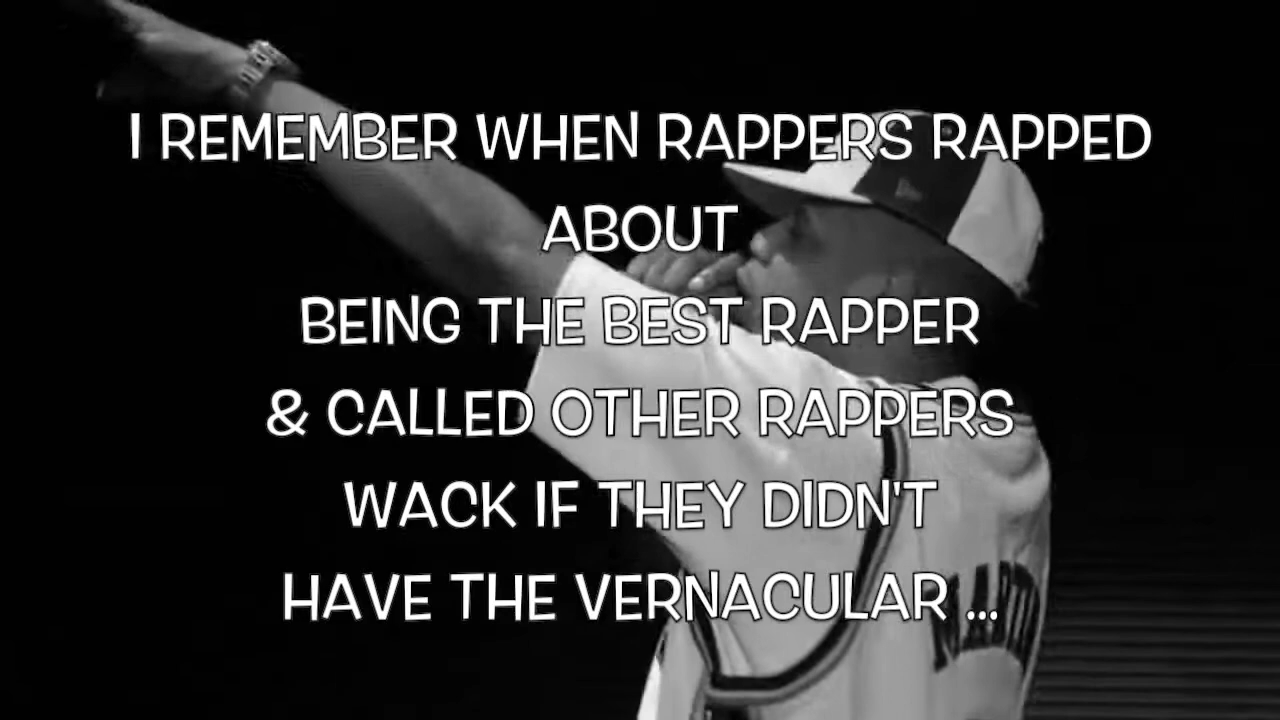 I REMEMBER WHEN RAPPERS RAPPED
ABOUT
BEING THE BEST RAPPER
& CALLED OTHER RAPPERS
WACK IF THEY DIDN'T
HAVE THE VERNACULAR ...